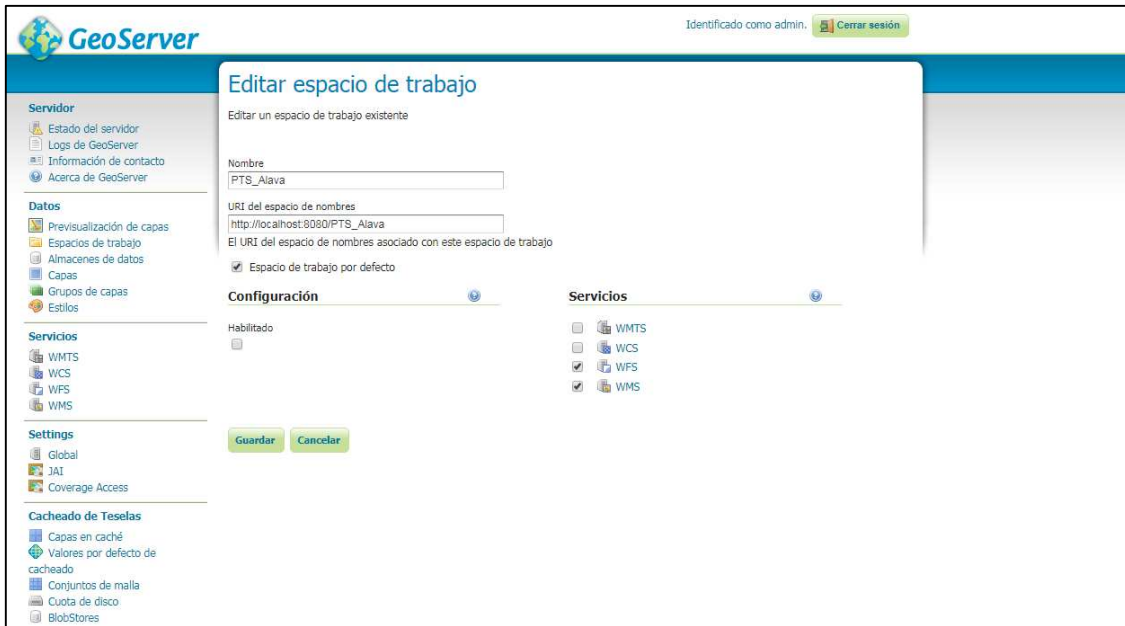 GeoServer
Identificado como admin.
Cerrar sesión
Servidor
Estado del servidor
Logs de GeoServer
Información de contacto
Acerca de GeoServer
Datos
Previsualización de capas
Espacios de trabajo
Almacenes de datos
Capas
Grupos de capas
Estilos
Servicios
WMTS
WCS
WFS
WMS
Settings
Global
JAI
Coverage Access
Cacheado de Teselas
Capas en caché
Valores por defecto de
cacheado
Conjuntos de malla
Cuota de disco
BlobStores
Editar espacio de trabajo
Editar un espacio de trabajo existente
Nombre
PTS_Alava
URI del espacio de nombres
http://localhost:8080/PTS_Alava
El URI del espacio de nombres asociado con este espacio de trabajo
Espacio de trabajo por defecto
Configuración
Habilitado
Servicios
WMTS
WCS
WFS
WMS
Guardar
Cancelar